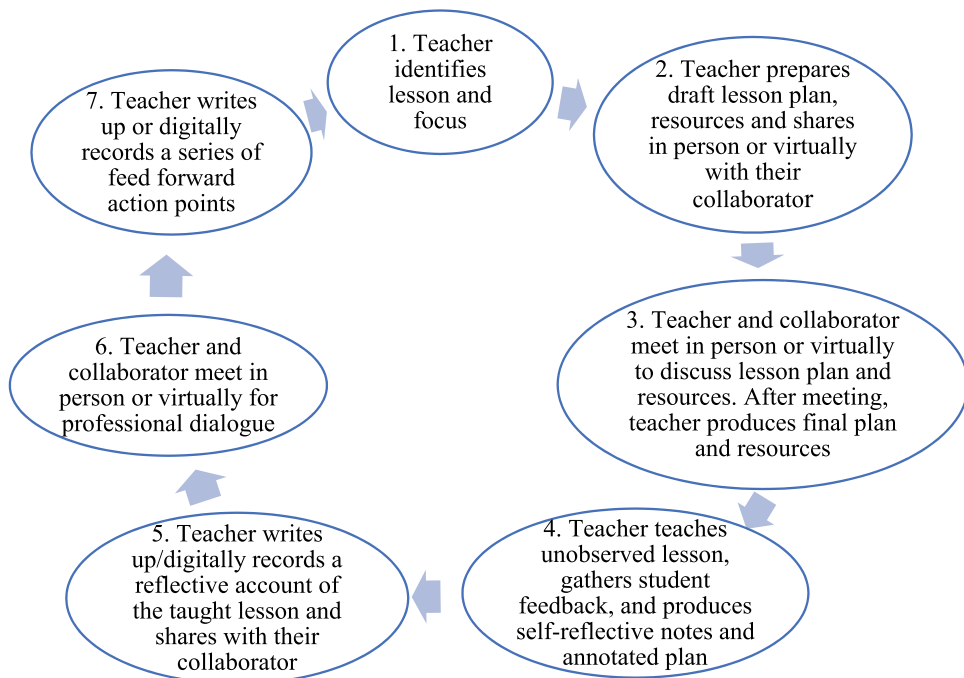 1. Teacher
identifies
lesson and
focus
2. Teacher prepares
draft lesson plan,
resources and shares
in person or virtually
with their
collaborator
3. Teacher and collaborator
meet in person or virtually
to discuss lesson plan and
resources. After meeting,
teacher produces final plan
and resources
4. Teacher teaches
unobserved lesson,
gathers student
feedback, and produces
self-reflective notes and
annotated plan
5. Teacher writes
up/digitally records a
reflective account of
the taught lesson and
shares with their
collaborator
6. Teacher and
collaborator meet in
person or virtually for
professional dialogue
7. Teacher writes
up or digitally
records a series of
feed forward
action points